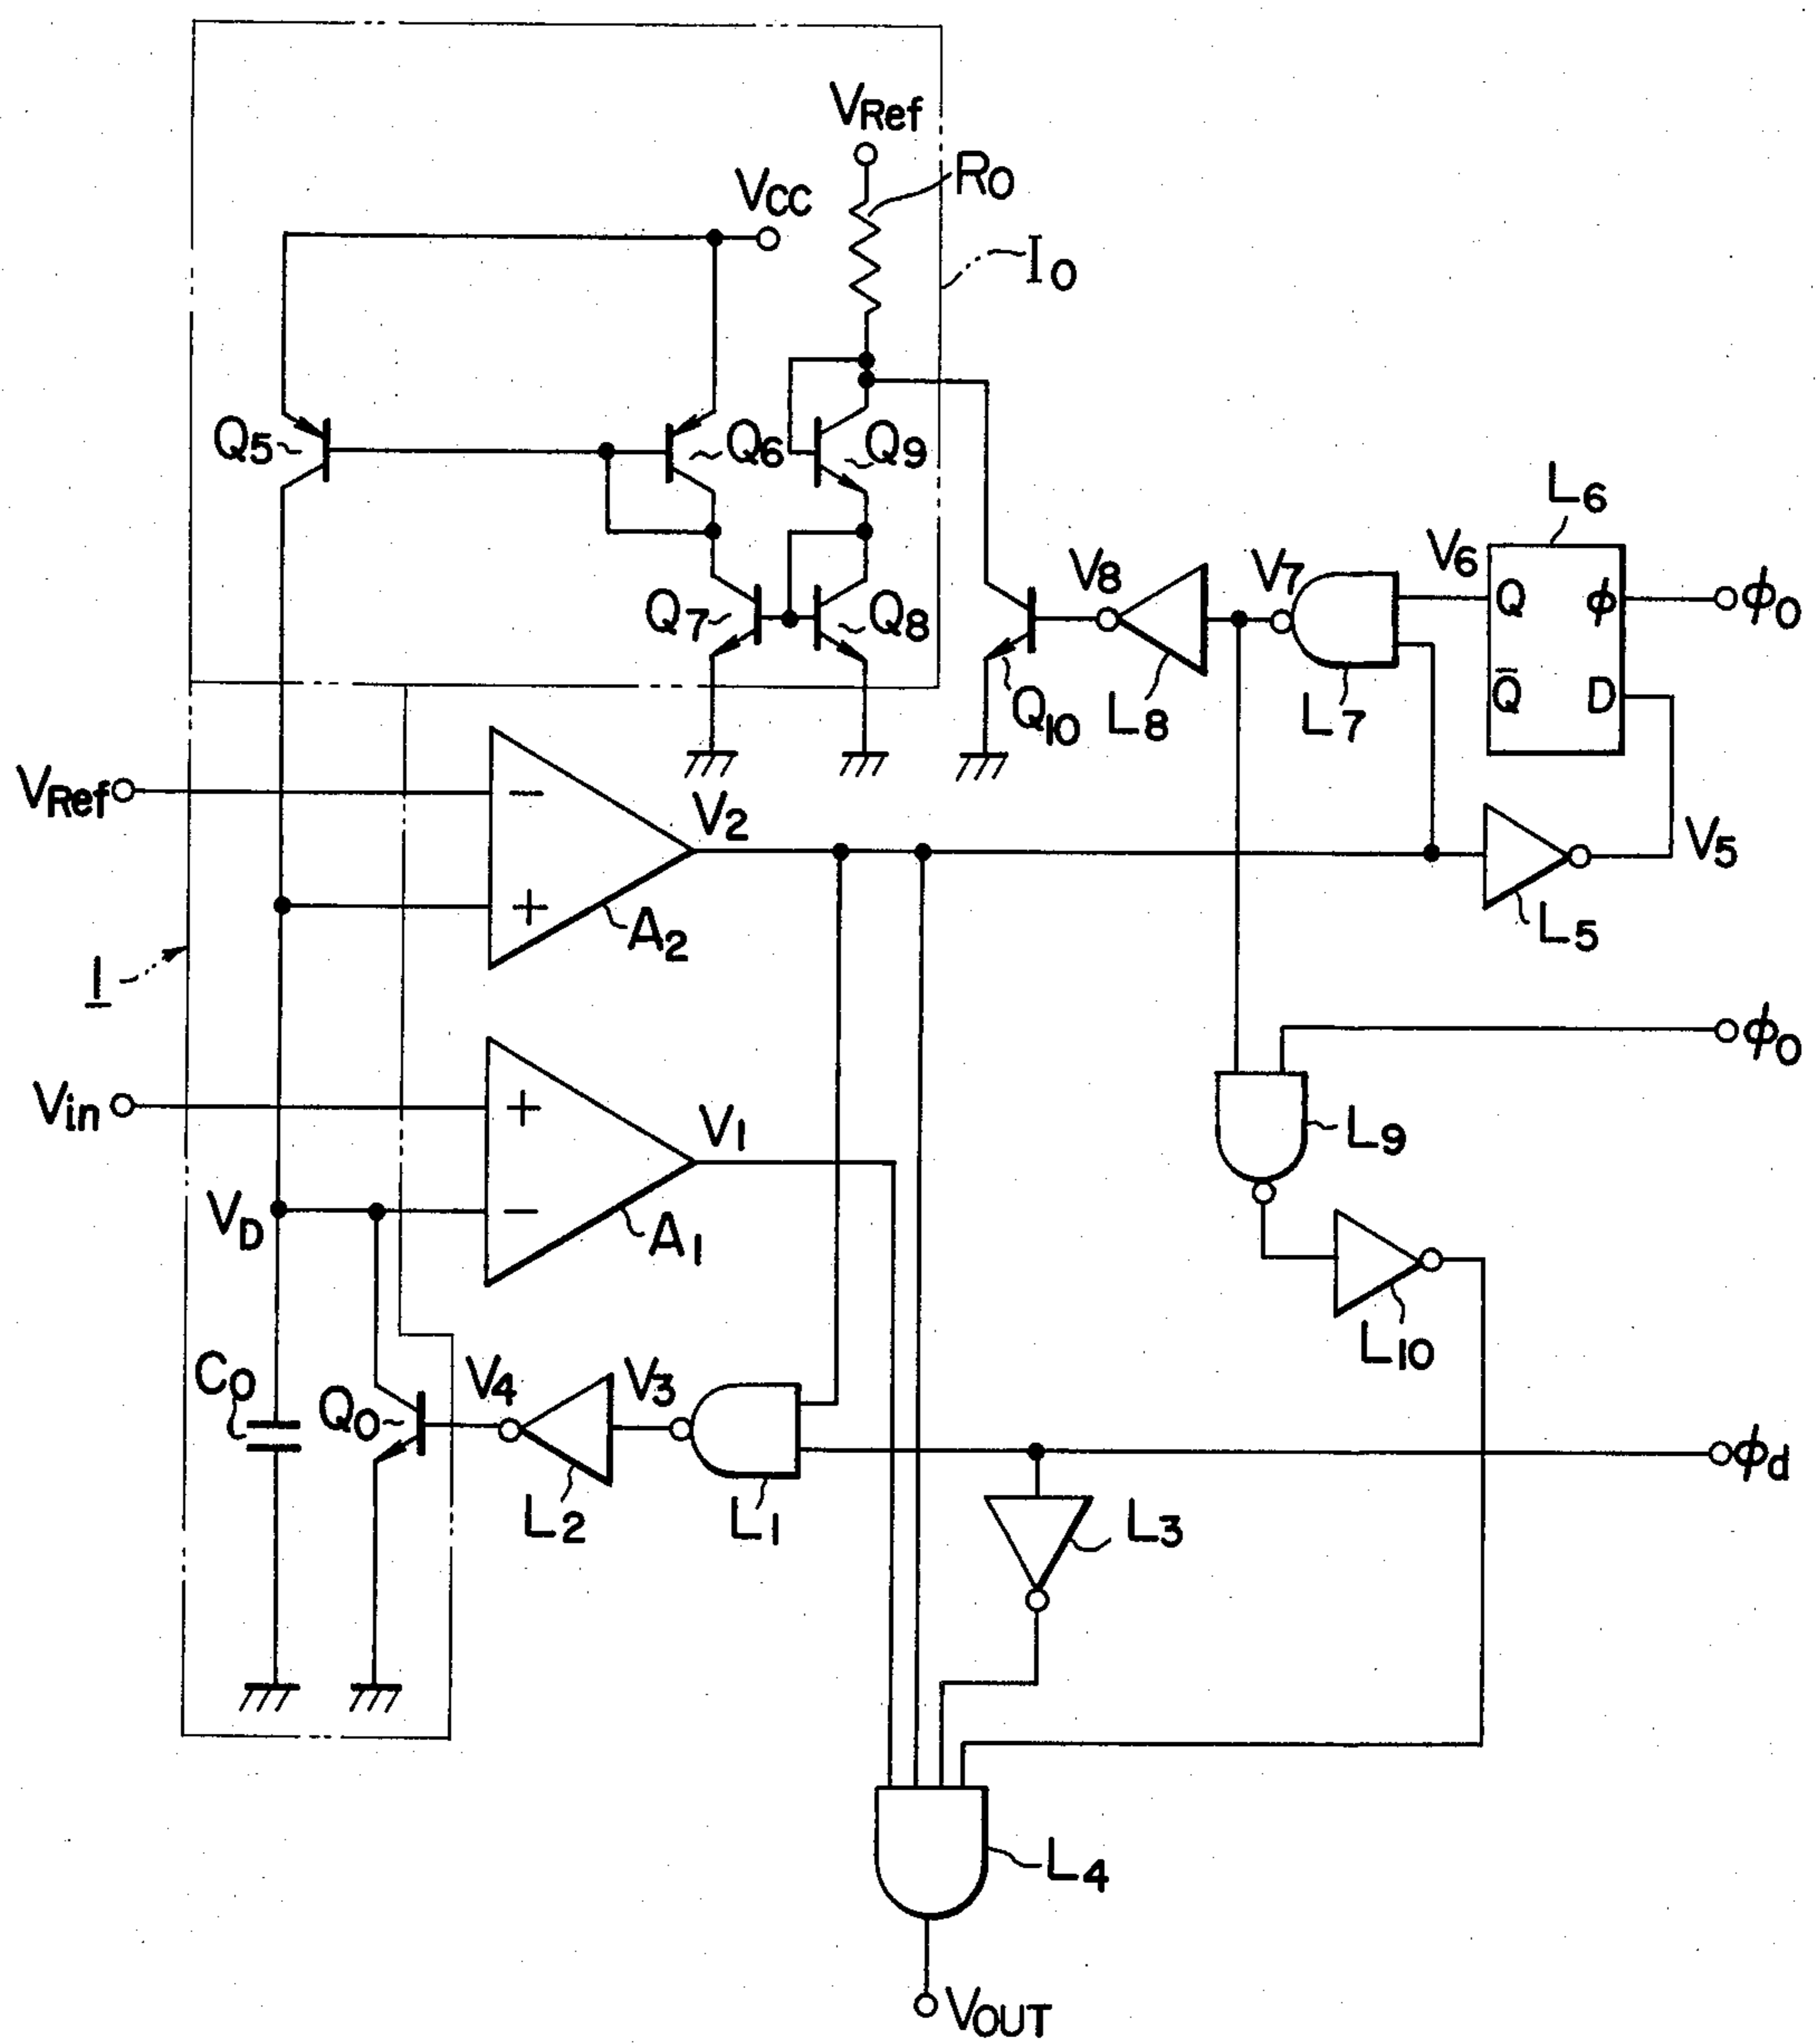 VRef
R0
VCC
I0
Q5
Q6
Q9
L6
V8
V7
V6
Q
φ
φ0
Q7
Q8
Q10
L8
L7
Q̅
D
VRef
−
V2
V5
+
A2
L5
1
φ0
Vin
+
V1
L9
VD
−
A1
L10
C0
Q0
V4
V3
φd
L2
L1
L3
L4
VOUT